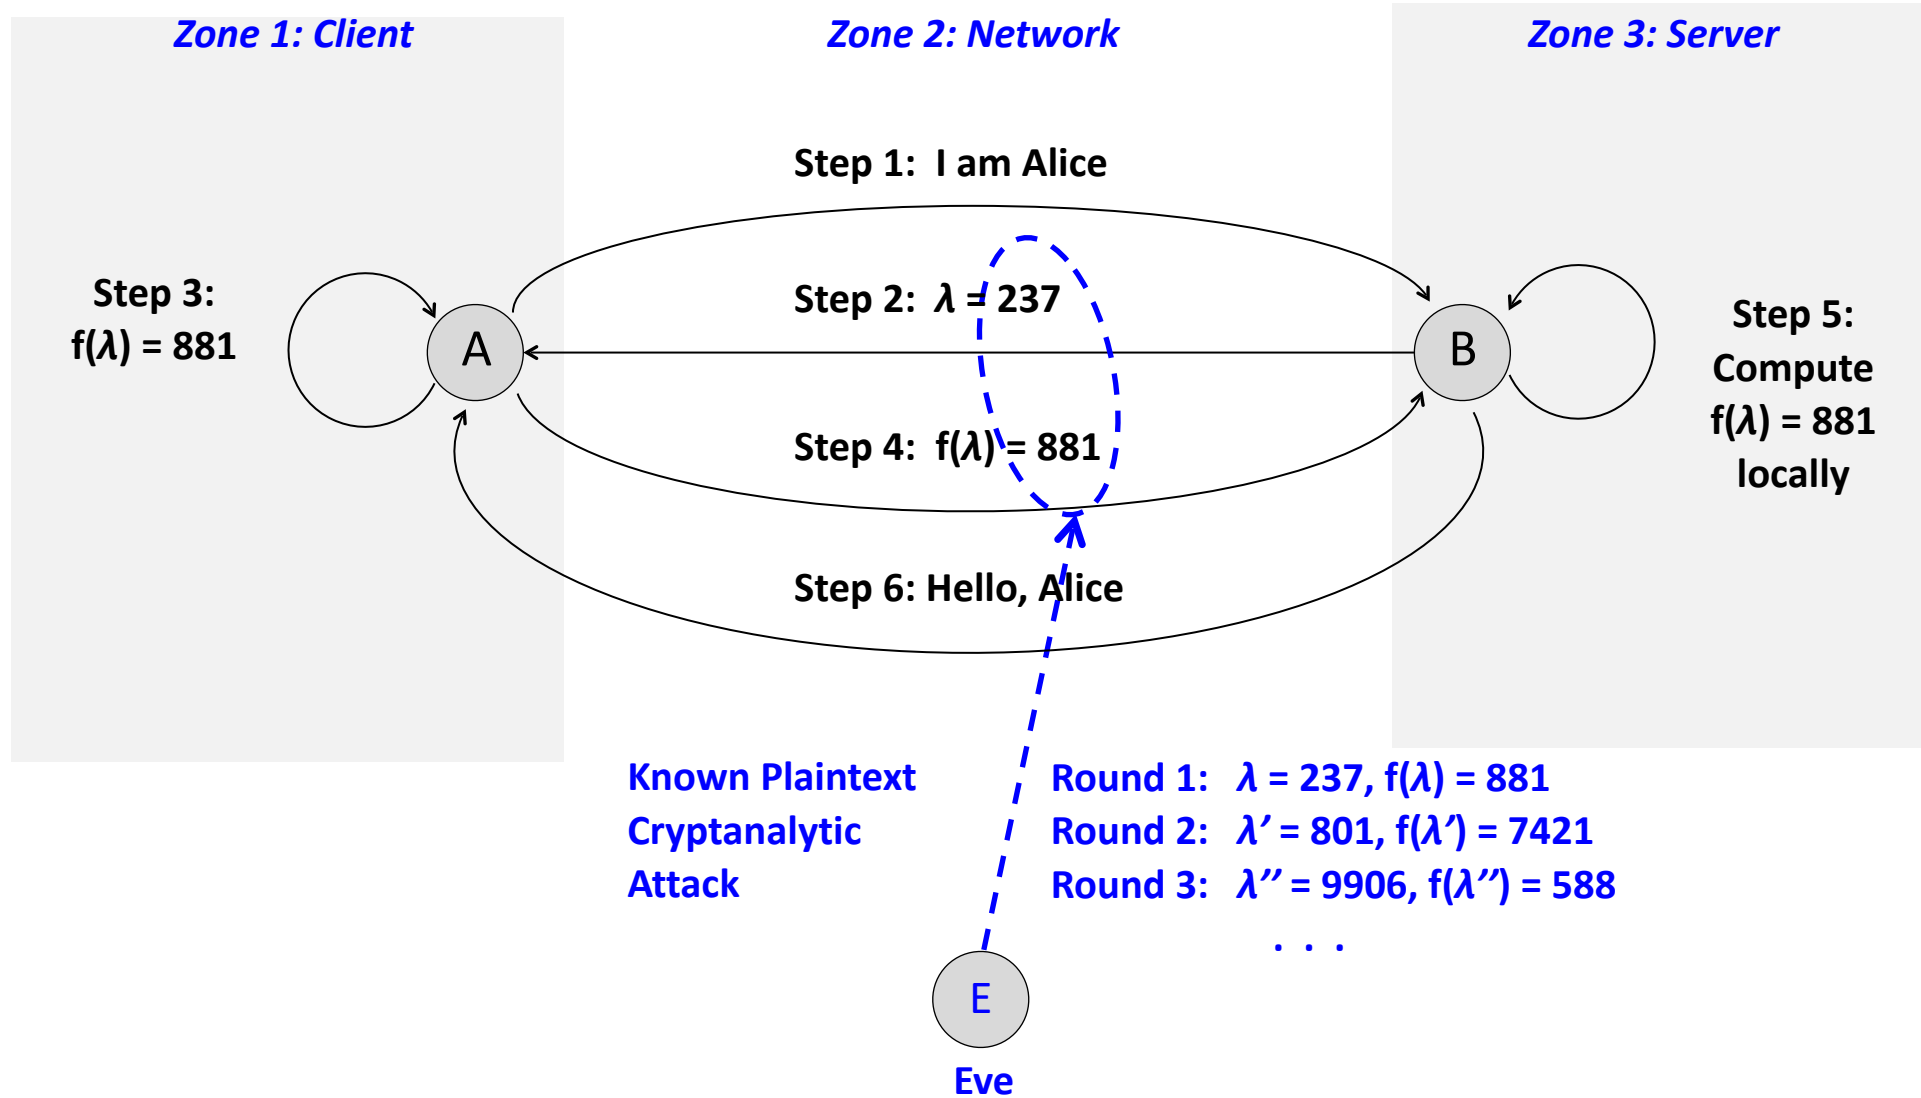 Zone 1: Client
Zone 2: Network
Zone 3: Server
Step 1:  I am Alice
Step 2:  λ = 237
Step 3:
f(λ) = 881
A
B
Step 5:
Compute
f(λ) = 881
locally
Step 4:  f(λ) = 881
Step 6: Hello, Alice
Known Plaintext
Cryptanalytic
Attack
Round 1:  λ = 237, f(λ) = 881
Round 2:  λ’ = 801, f(λ’) = 7421
Round 3:  λ’’ = 9906, f(λ’’) = 588
. . .
E
Eve